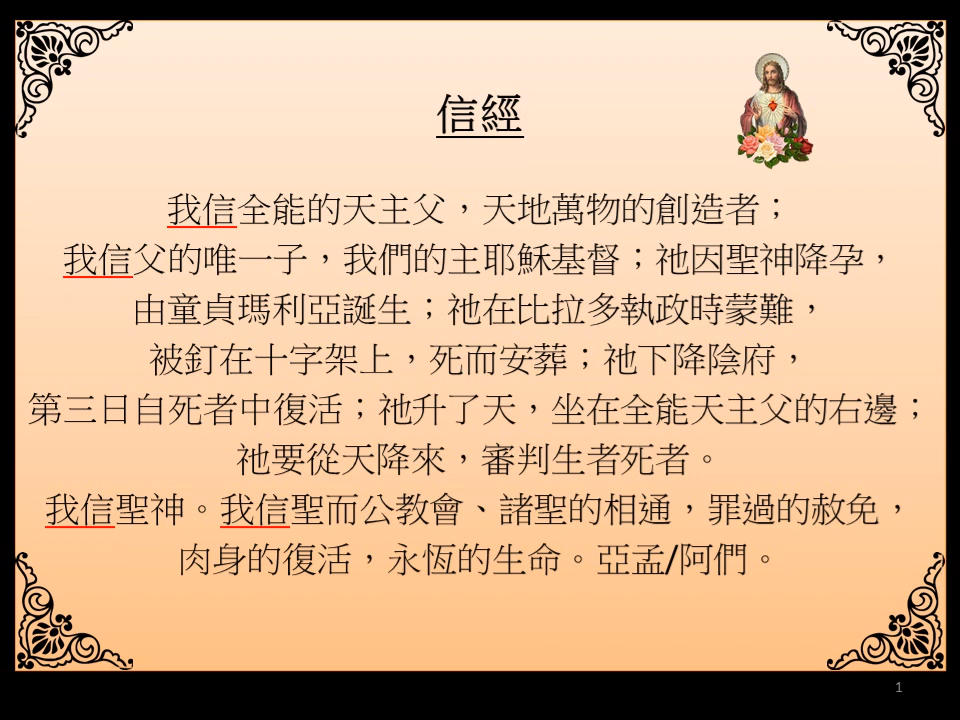 信經
我信全能的天主父，天地萬物的創造者；
我信父的唯一子，我們的主耶穌基督；祂因聖神降孕，
由童貞瑪利亞誕生；祂在比拉多執政時蒙難，
被釘在十字架上，死而安葬；祂下降陰府，
第三日自死者中復活；祂升了天，坐在全能天主父的右邊；
祂要從天降來，審判生者死者。
我信聖神。我信聖而公教會、諸聖的相通，罪過的赦免，
肉身的復活，永恆的生命。亞孟/阿們。
1